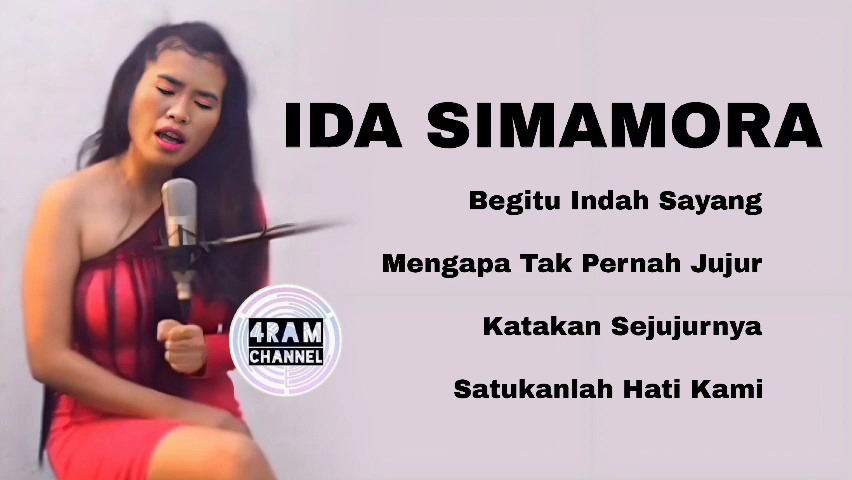 IDA SIMAMORA
Begitu Indah Sayang
Mengapa Tak Pernah Jujur
Katakan Sejujurnya
Satukanlah Hati Kami
4RAM
CHANNEL